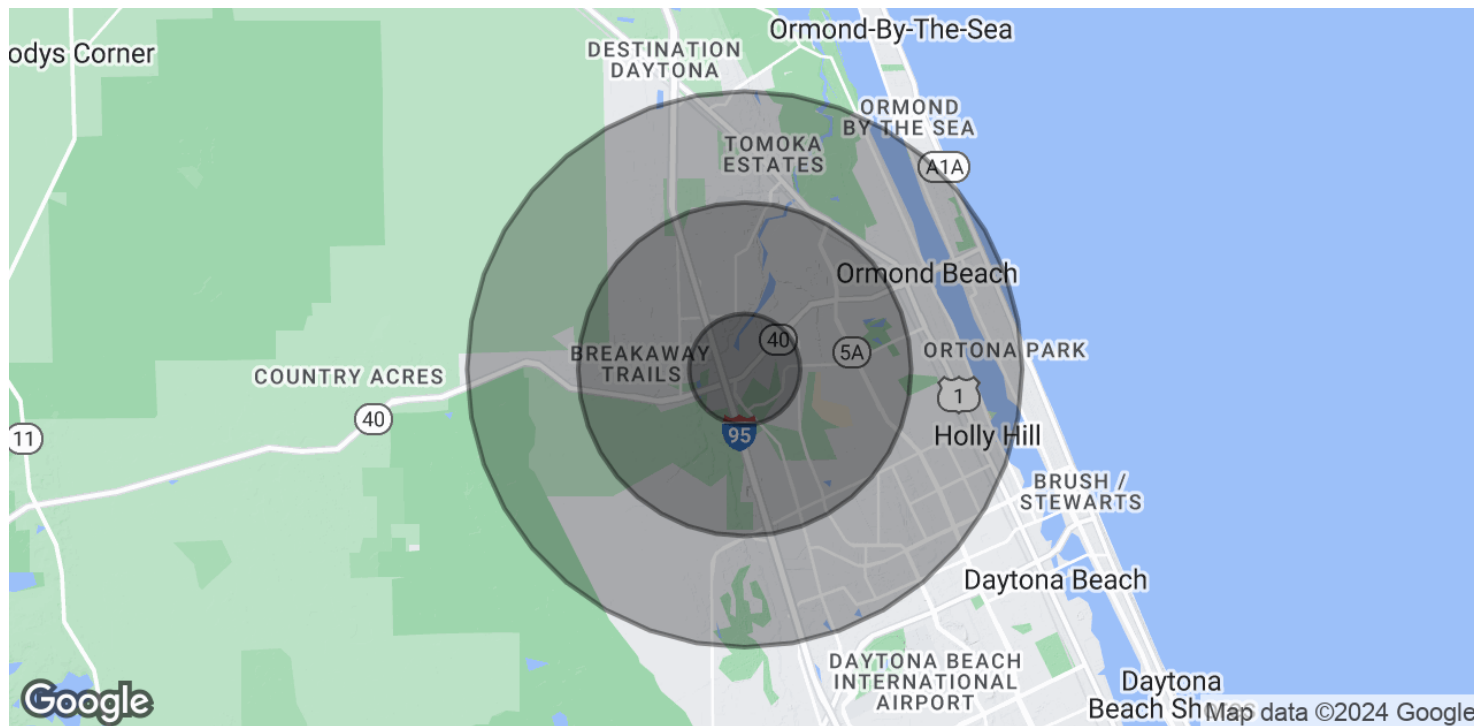 Ormond-By-The-Sea
odys Corner
DESTINATION
DAYTONA
ORMOND
BY THE SEA
TOMOKA
ESTATES
A1A
Ormond Beach
40
5A
BREAKAWAY
TRAILS
ORTONA PARK
COUNTRY ACRES
1
40
11
95
Holly Hill
BRUSH /
STEWARTS
Daytona Beach
DAYTONA BEACH
INTERNATIONAL
AIRPORT
Daytona
Beach Sh
Google
Map data ©2024 Google